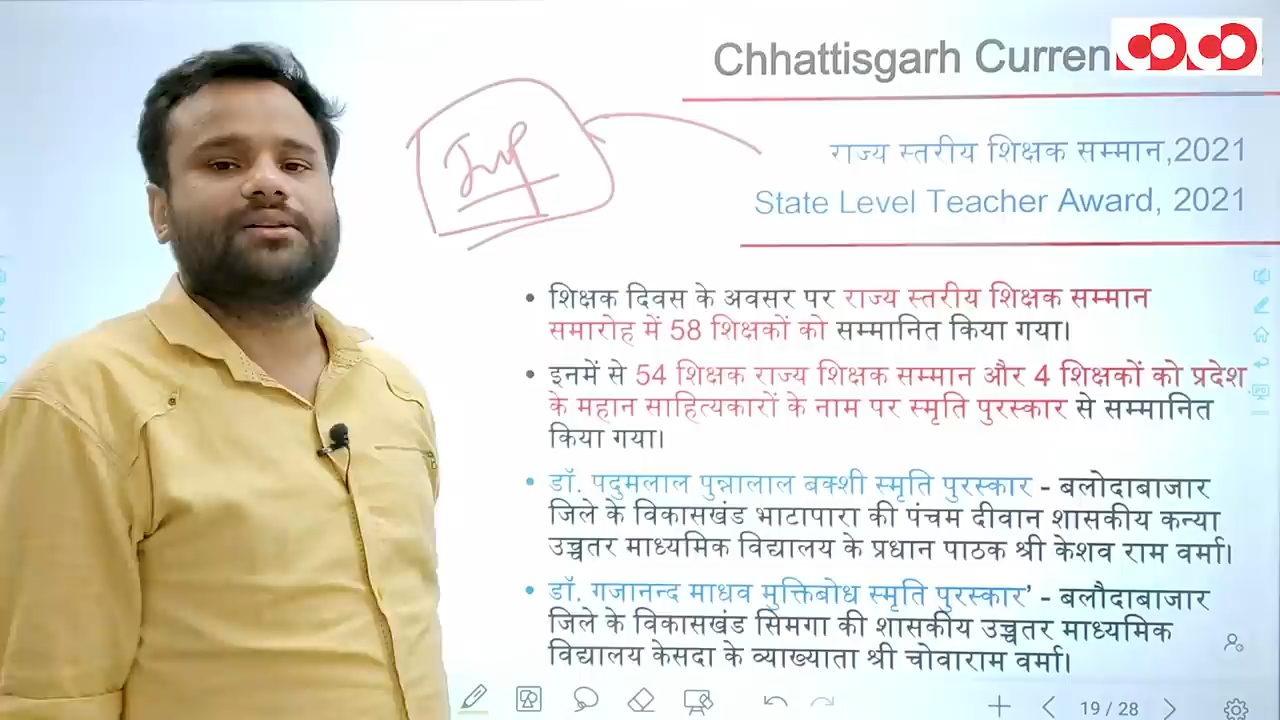 Chhattisgarh Curren
Imp
राज्य स्तरीय शिक्षक सम्मान,2021
State Level Teacher Award, 2021
• शिक्षक दिवस के अवसर पर राज्य स्तरीय शिक्षक सम्मान
समारोह में 58 शिक्षकों को सम्मानित किया गया।
• इनमें से 54 शिक्षक राज्य शिक्षक सम्मान और 4 शिक्षकों को प्रदेश
के महान साहित्यकारों के नाम पर स्मृति पुरस्कार से सम्मानित
किया गया।
• डॉ. पदुमलाल पुन्नालाल बक्शी स्मृति पुरस्कार - बलोदाबाजार
जिले के विकासखंड भाटापारा की पंचम दीवान शासकीय कन्या
उच्चतर माध्यमिक विद्यालय के प्रधान पाठक श्री केशव राम वर्मा।
• डॉ. गजानन्द माधव मुक्तिबोध स्मृति पुरस्कार’ - बलौदाबाजार
जिले के विकासखंड सिमगा की शासकीय उच्चतर माध्यमिक
विद्यालय केसदा के व्याख्याता श्री चोवाराम वर्मा।
19 / 28